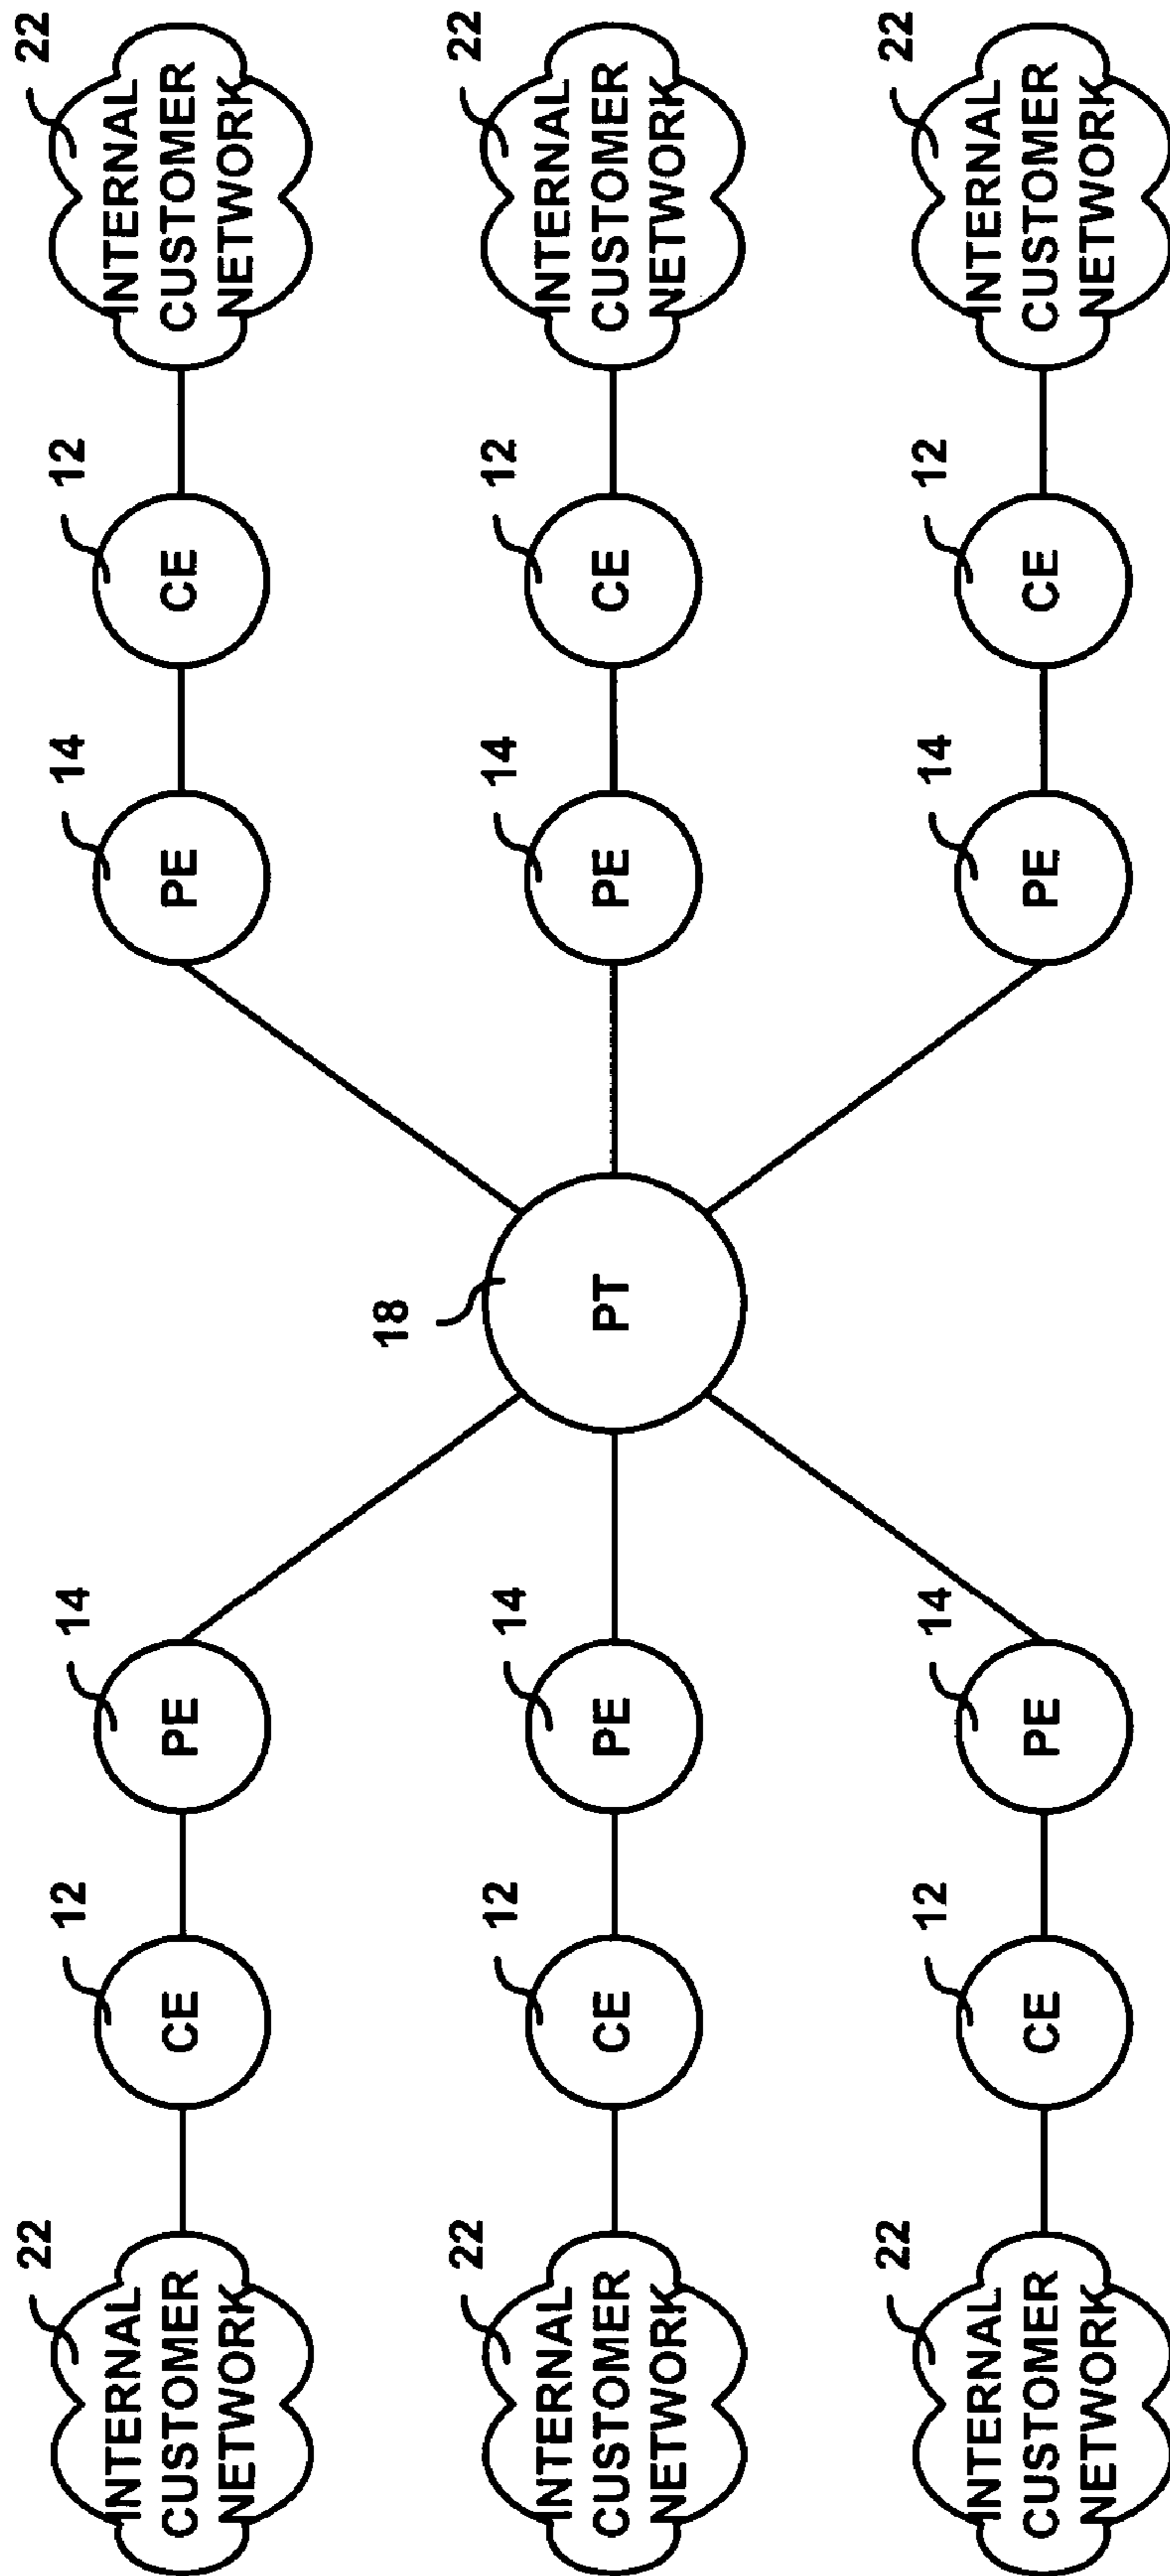 22
12
14
14
12
22
INTERNAL
CUSTOMER
NETWORK
CE
PE
PE
CE
INTERNAL
CUSTOMER
NETWORK
18
22
12
14
14
12
22
INTERNAL
CUSTOMER
NETWORK
CE
PE
PT
PE
CE
INTERNAL
CUSTOMER
NETWORK
22
12
14
14
12
22
INTERNAL
CUSTOMER
NETWORK
CE
PE
PE
CE
INTERNAL
CUSTOMER
NETWORK